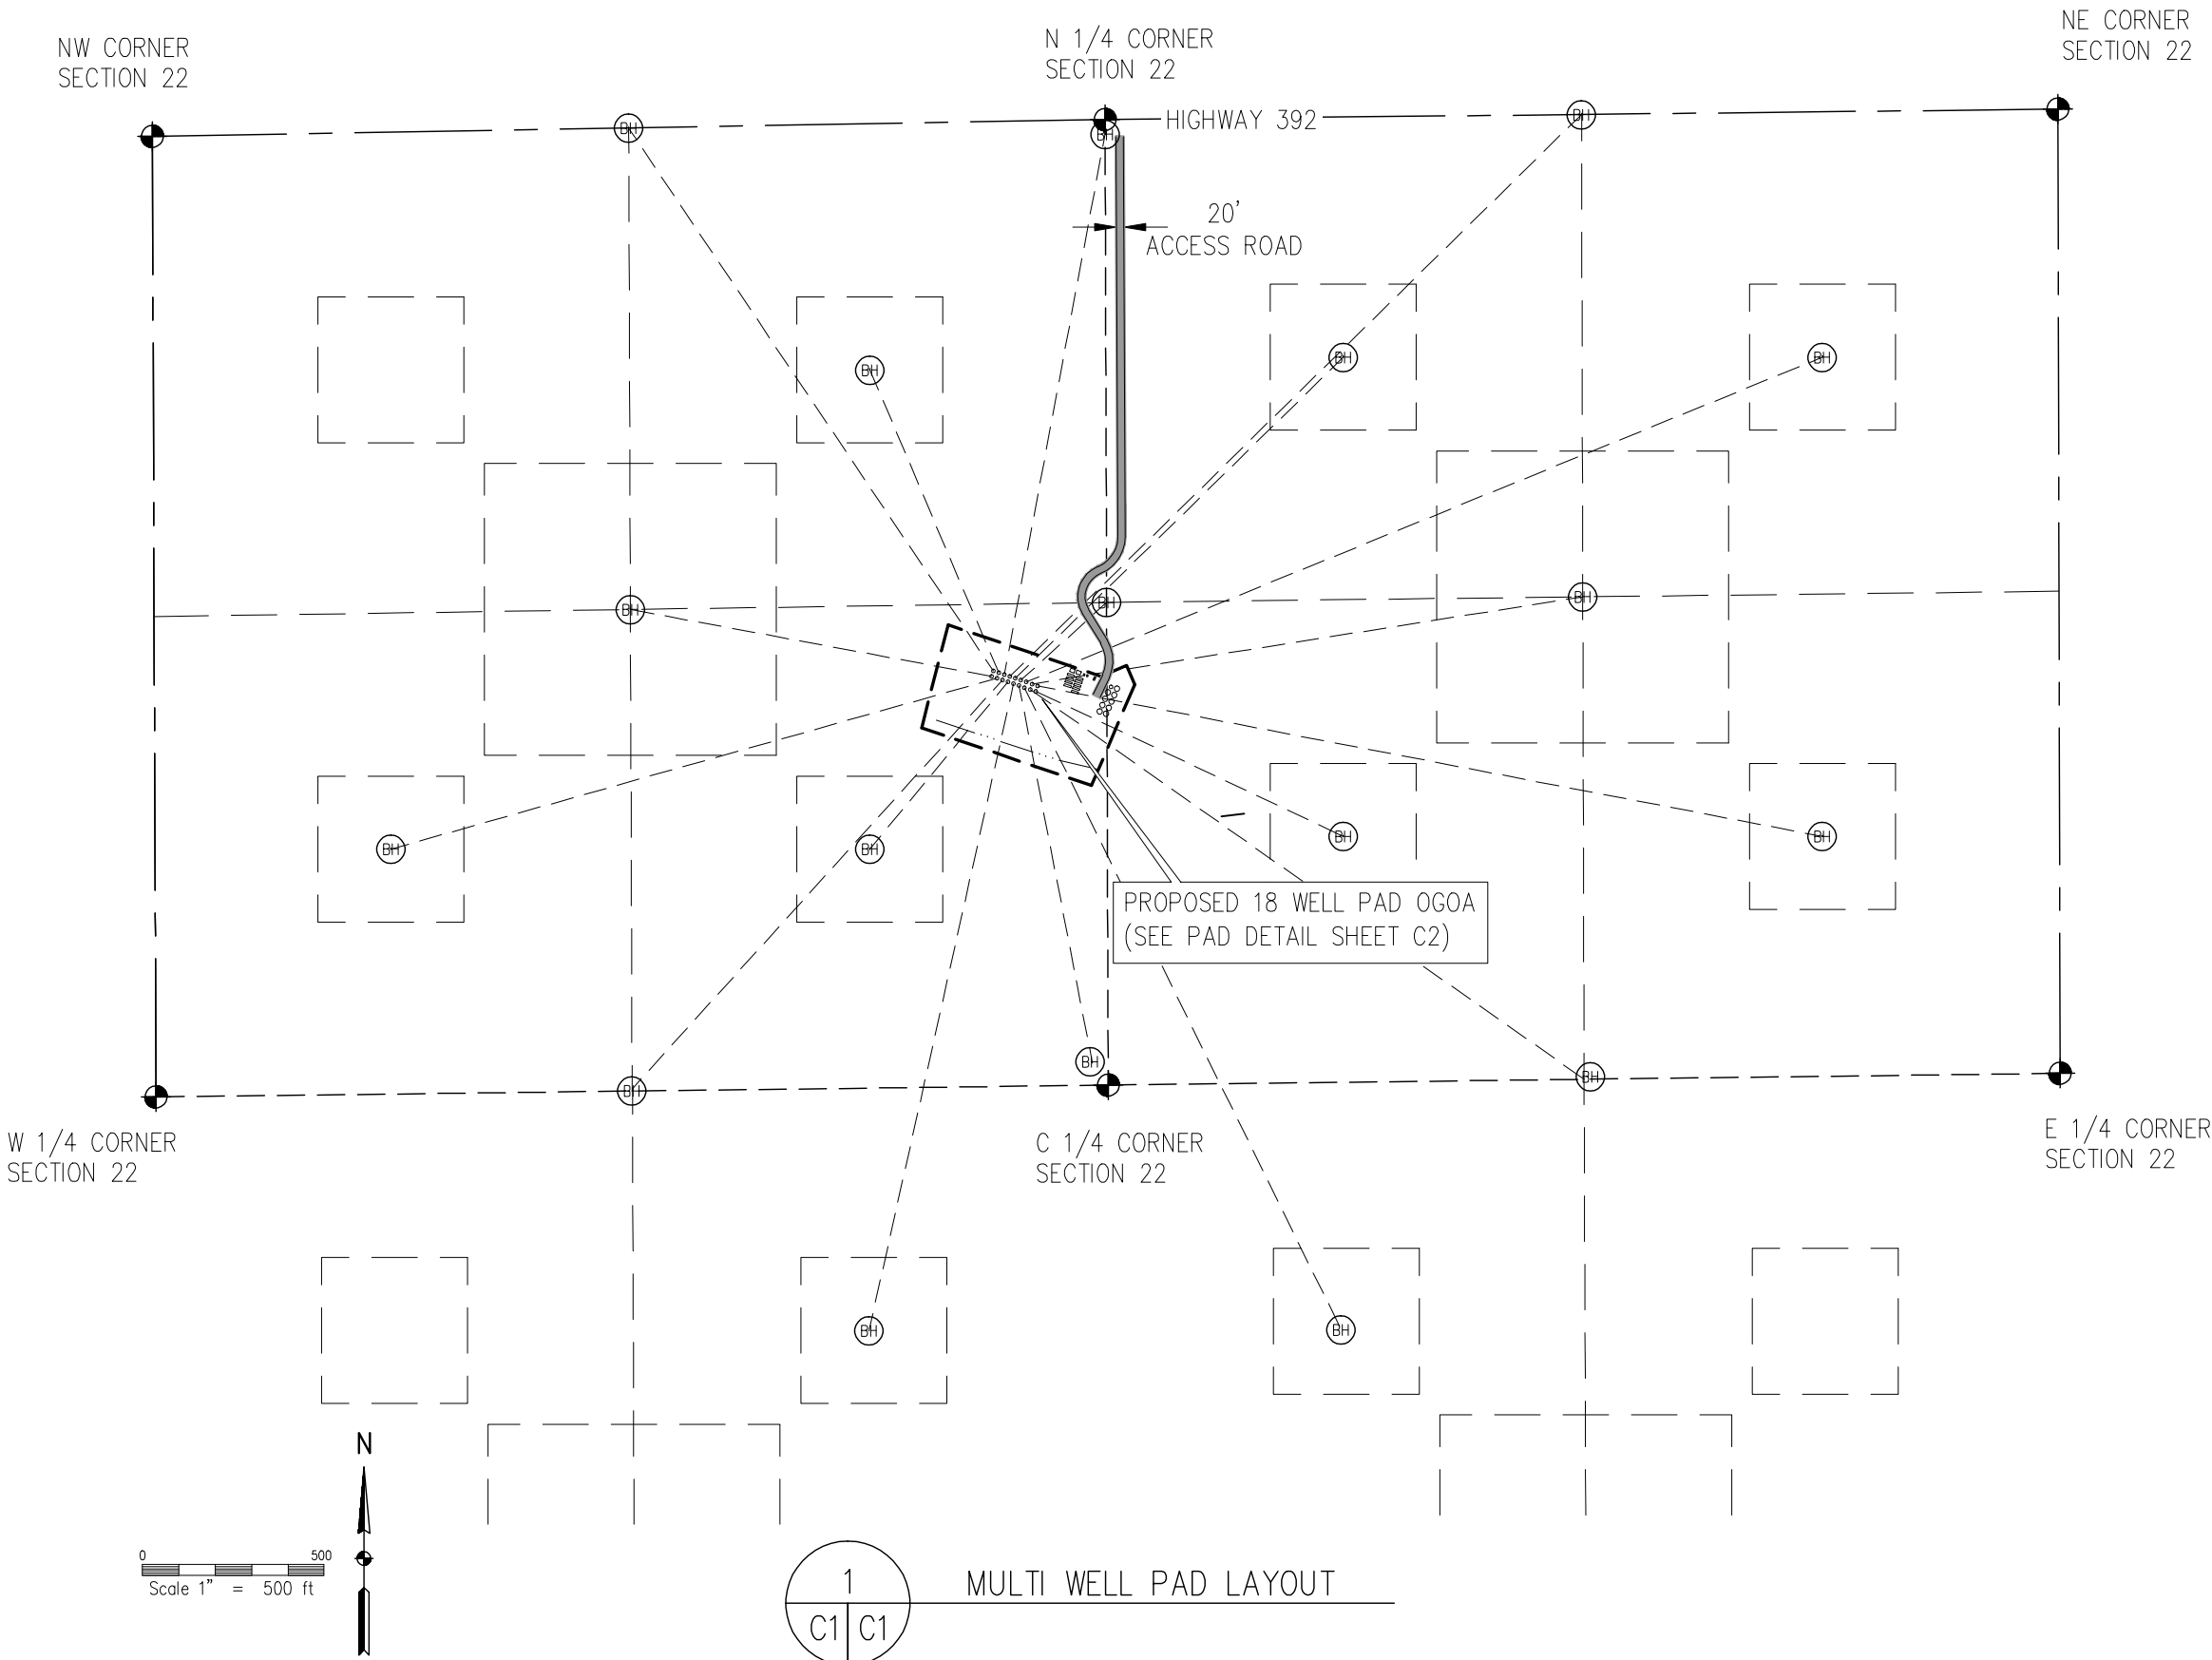 NW CORNER
SECTION 22
N 1/4 CORNER
SECTION 22
NE CORNER
SECTION 22
BH
BH
HIGHWAY 392
BH
20'
ACCESS ROAD
BH
BH
BH
BH
BH
BH
BH
BH
BH
BH
PROPOSED 18 WELL PAD OGOA
(SEE PAD DETAIL SHEET C2)
BH
BH
BH
W 1/4 CORNER
SECTION 22
C 1/4 CORNER
SECTION 22
E 1/4 CORNER
SECTION 22
BH
BH
N
0 500
Scale 1" = 500 ft
1
C1 C1
MULTI WELL PAD LAYOUT